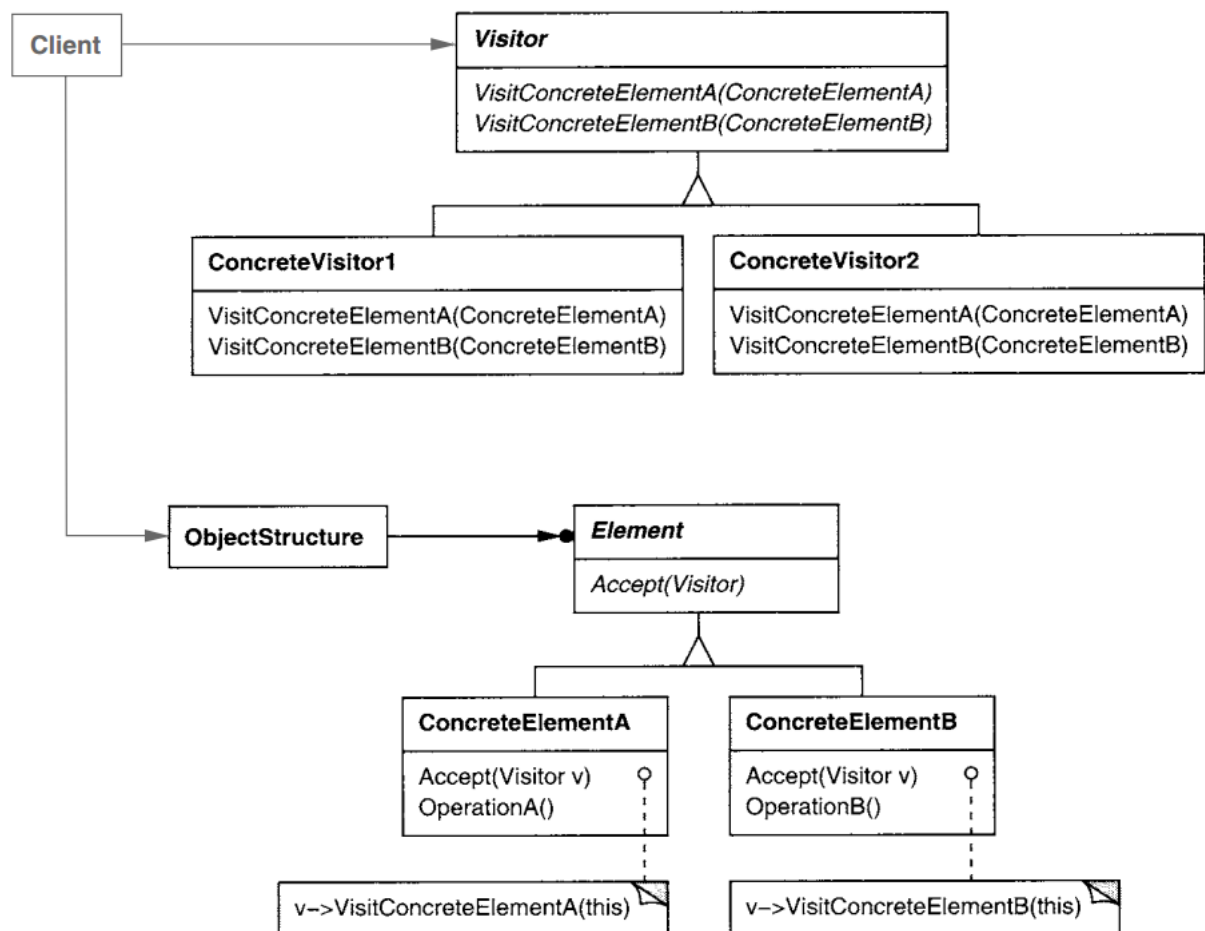 Client
Visitor
VisitConcreteElementA(ConcreteElementA)
VisitConcreteElementB(ConcreteElementB)
ConcreteVisitor1
VisitConcreteElementA(ConcreteElementA)
VisitConcreteElementB(ConcreteElementB)
ConcreteVisitor2
VisitConcreteElementA(ConcreteElementA)
VisitConcreteElementB(ConcreteElementB)
ObjectStructure
Element
Accept(Visitor)
ConcreteElementA
Accept(Visitor v)
OperationA()
ConcreteElementB
Accept(Visitor v)
OperationB()
v->VisitConcreteElementA(this)
v->VisitConcreteElementB(this)